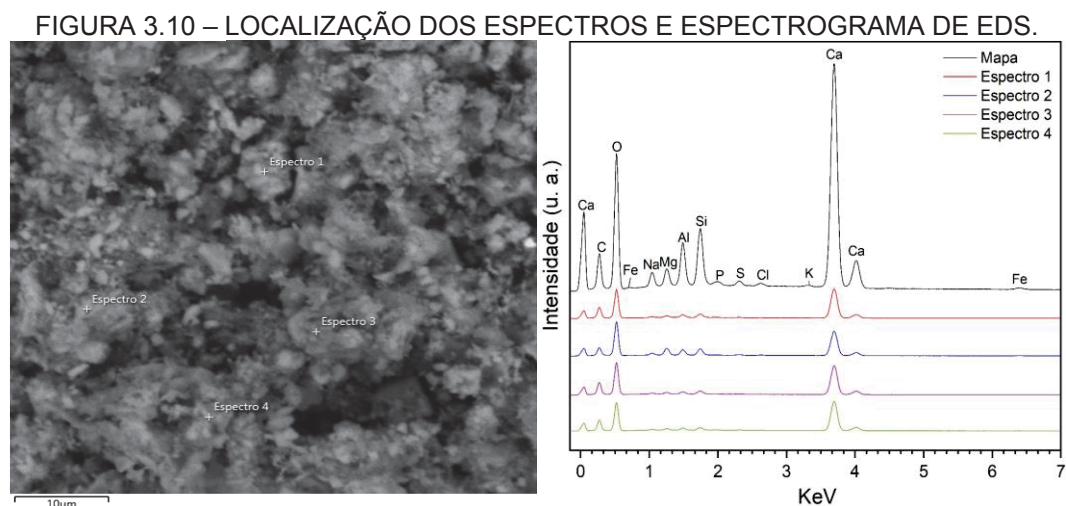 FIGURA 3.10 – LOCALIZAÇÃO DOS ESPECTROS E ESPECTROGRAMA DE EDS.
Espectro 1
Espectro 2
Espectro 3
Espectro 4
10µm
Intensidade (u. a.)
Ca
C
O
Fe
Na
Mg
Al
Si
P
S
Cl
K
Ca
Ca
Fe
Mapa
Espectro 1
Espectro 2
Espectro 3
Espectro 4
0 1 2 3 4 5 6 7
KeV